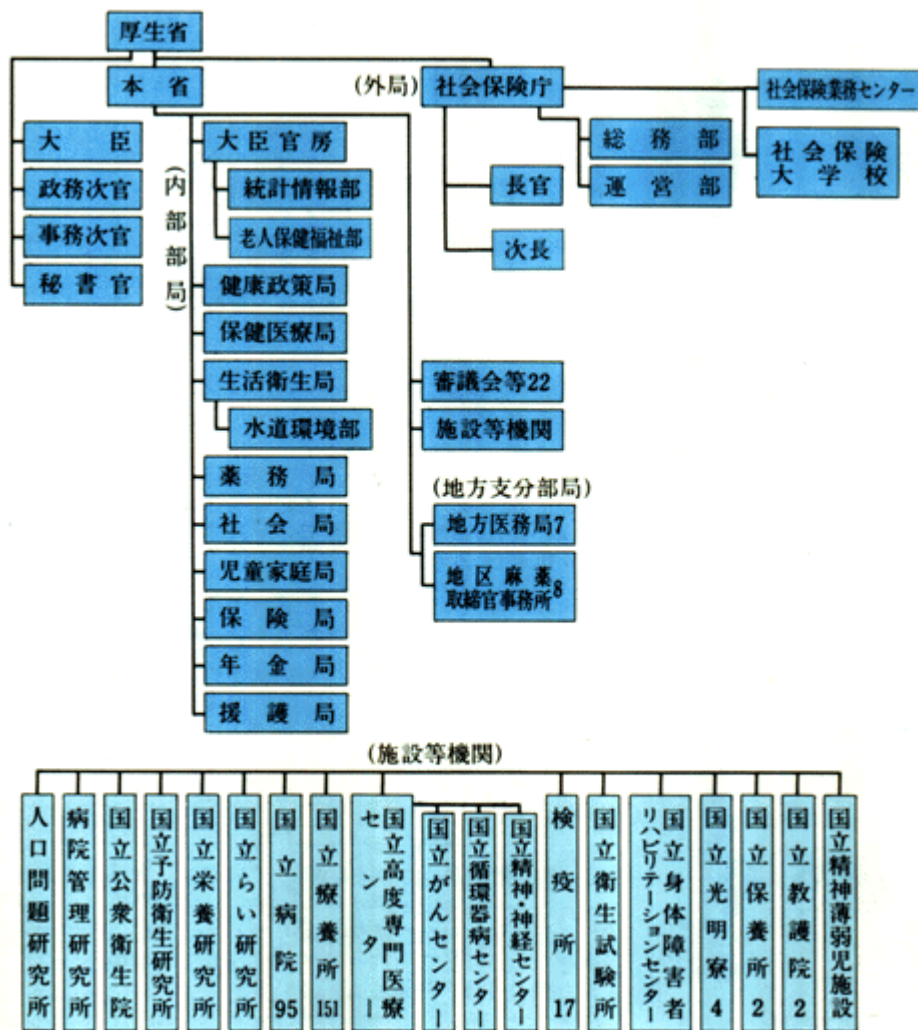 厚生省
本省
(外局)
社会保険庁
社会保険業務センター
社会保険
大学校
総務部
運営部
長官
次長
大臣
政務次官
事務次官
秘書官
(内部部局)
大臣官房
統計情報部
老人保健福祉部
健康政策局
保健医療局
生活衛生局
水道環境部
薬務局
社会局
児童家庭局
保険局
年金局
援護局
審議会等22
施設等機関
(地方支分部局)
地方医務局7
地区麻薬
取締官事務所8
(施設等機関)
人口問題研究所
病院管理研究所
国立公衆衛生院
国立予防衛生研究所
国立栄養研究所
国立らい研究所
国立病院95
国立療養所151
国立高度専門医療
センター
国立がんセンター
国立循環器病センター
国立精神・神経センター
検疫所17
国立衛生試験所
国立身体障害者
リハビリテーションセンター
国立光明寮4
国立保養所2
国立教護院2
国立精神薄弱児施設